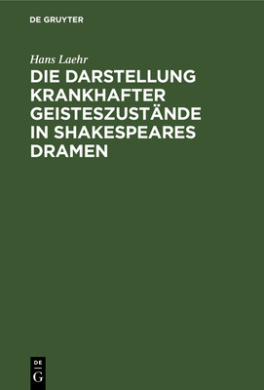 DE GRUYTER
Hans Laehr
DIE DARSTELLUNG
KRANKHAFTER
GEISTESZUSTÄNDE
IN SHAKESPEARES
DRAMEN
DE
G